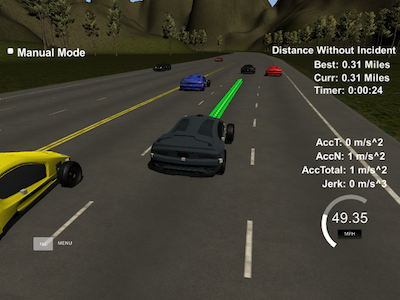 Manual Mode
Distance Without Incident
Best: 0.31 Miles
Curr: 0.31 Miles
Timer: 0:00:24
AccT: 0 m/s^2
AccN: 1 m/s^2
AccTotal: 1 m/s^2
Jerk: 0 m/s^3
49.35
MPH
MENU